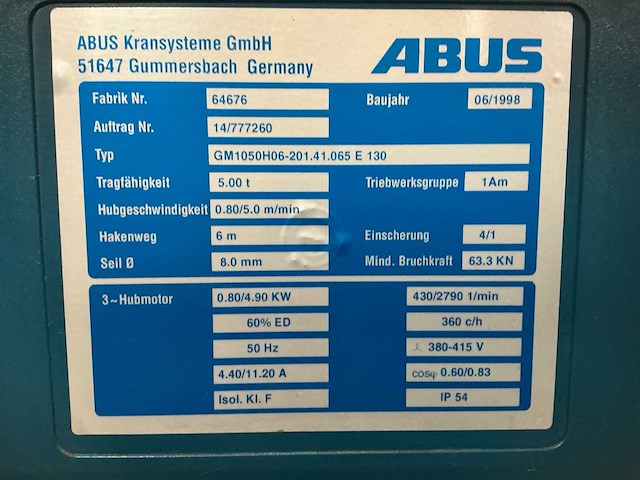 ABUS Kransysteme GmbH
51647 Gummersbach Germany
ABUS
Fabrik Nr. 64676 Baujahr 06/1998
Auftrag Nr. 14/777260
Typ GM1050H06-201.41.065 E 130
Tragfähigkeit 5.00 t Triebwerksgruppe 1Am
Hubgeschwindigkeit 0.80/5.0 m/min
Hakenweg 6 m Einscherung 4/1
Seil Ø 8.0 mm Mind. Bruchkraft 63.3 KN
3~Hubmotor 0.80/4.90 KW 430/2790 1/min
60% ED 360 c/h
50 Hz 380-415 V
4.40/11.20 A cosφ 0.60/0.83
Isol. Kl. F IP 54